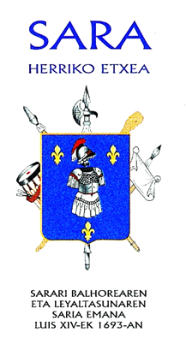 SARA
HERRIKO ETXEA
SARARI BALHOREAREN
ETA LEYALTASUNAREN
SARIA EMANA
LUIS XIV-EK 1693-AN